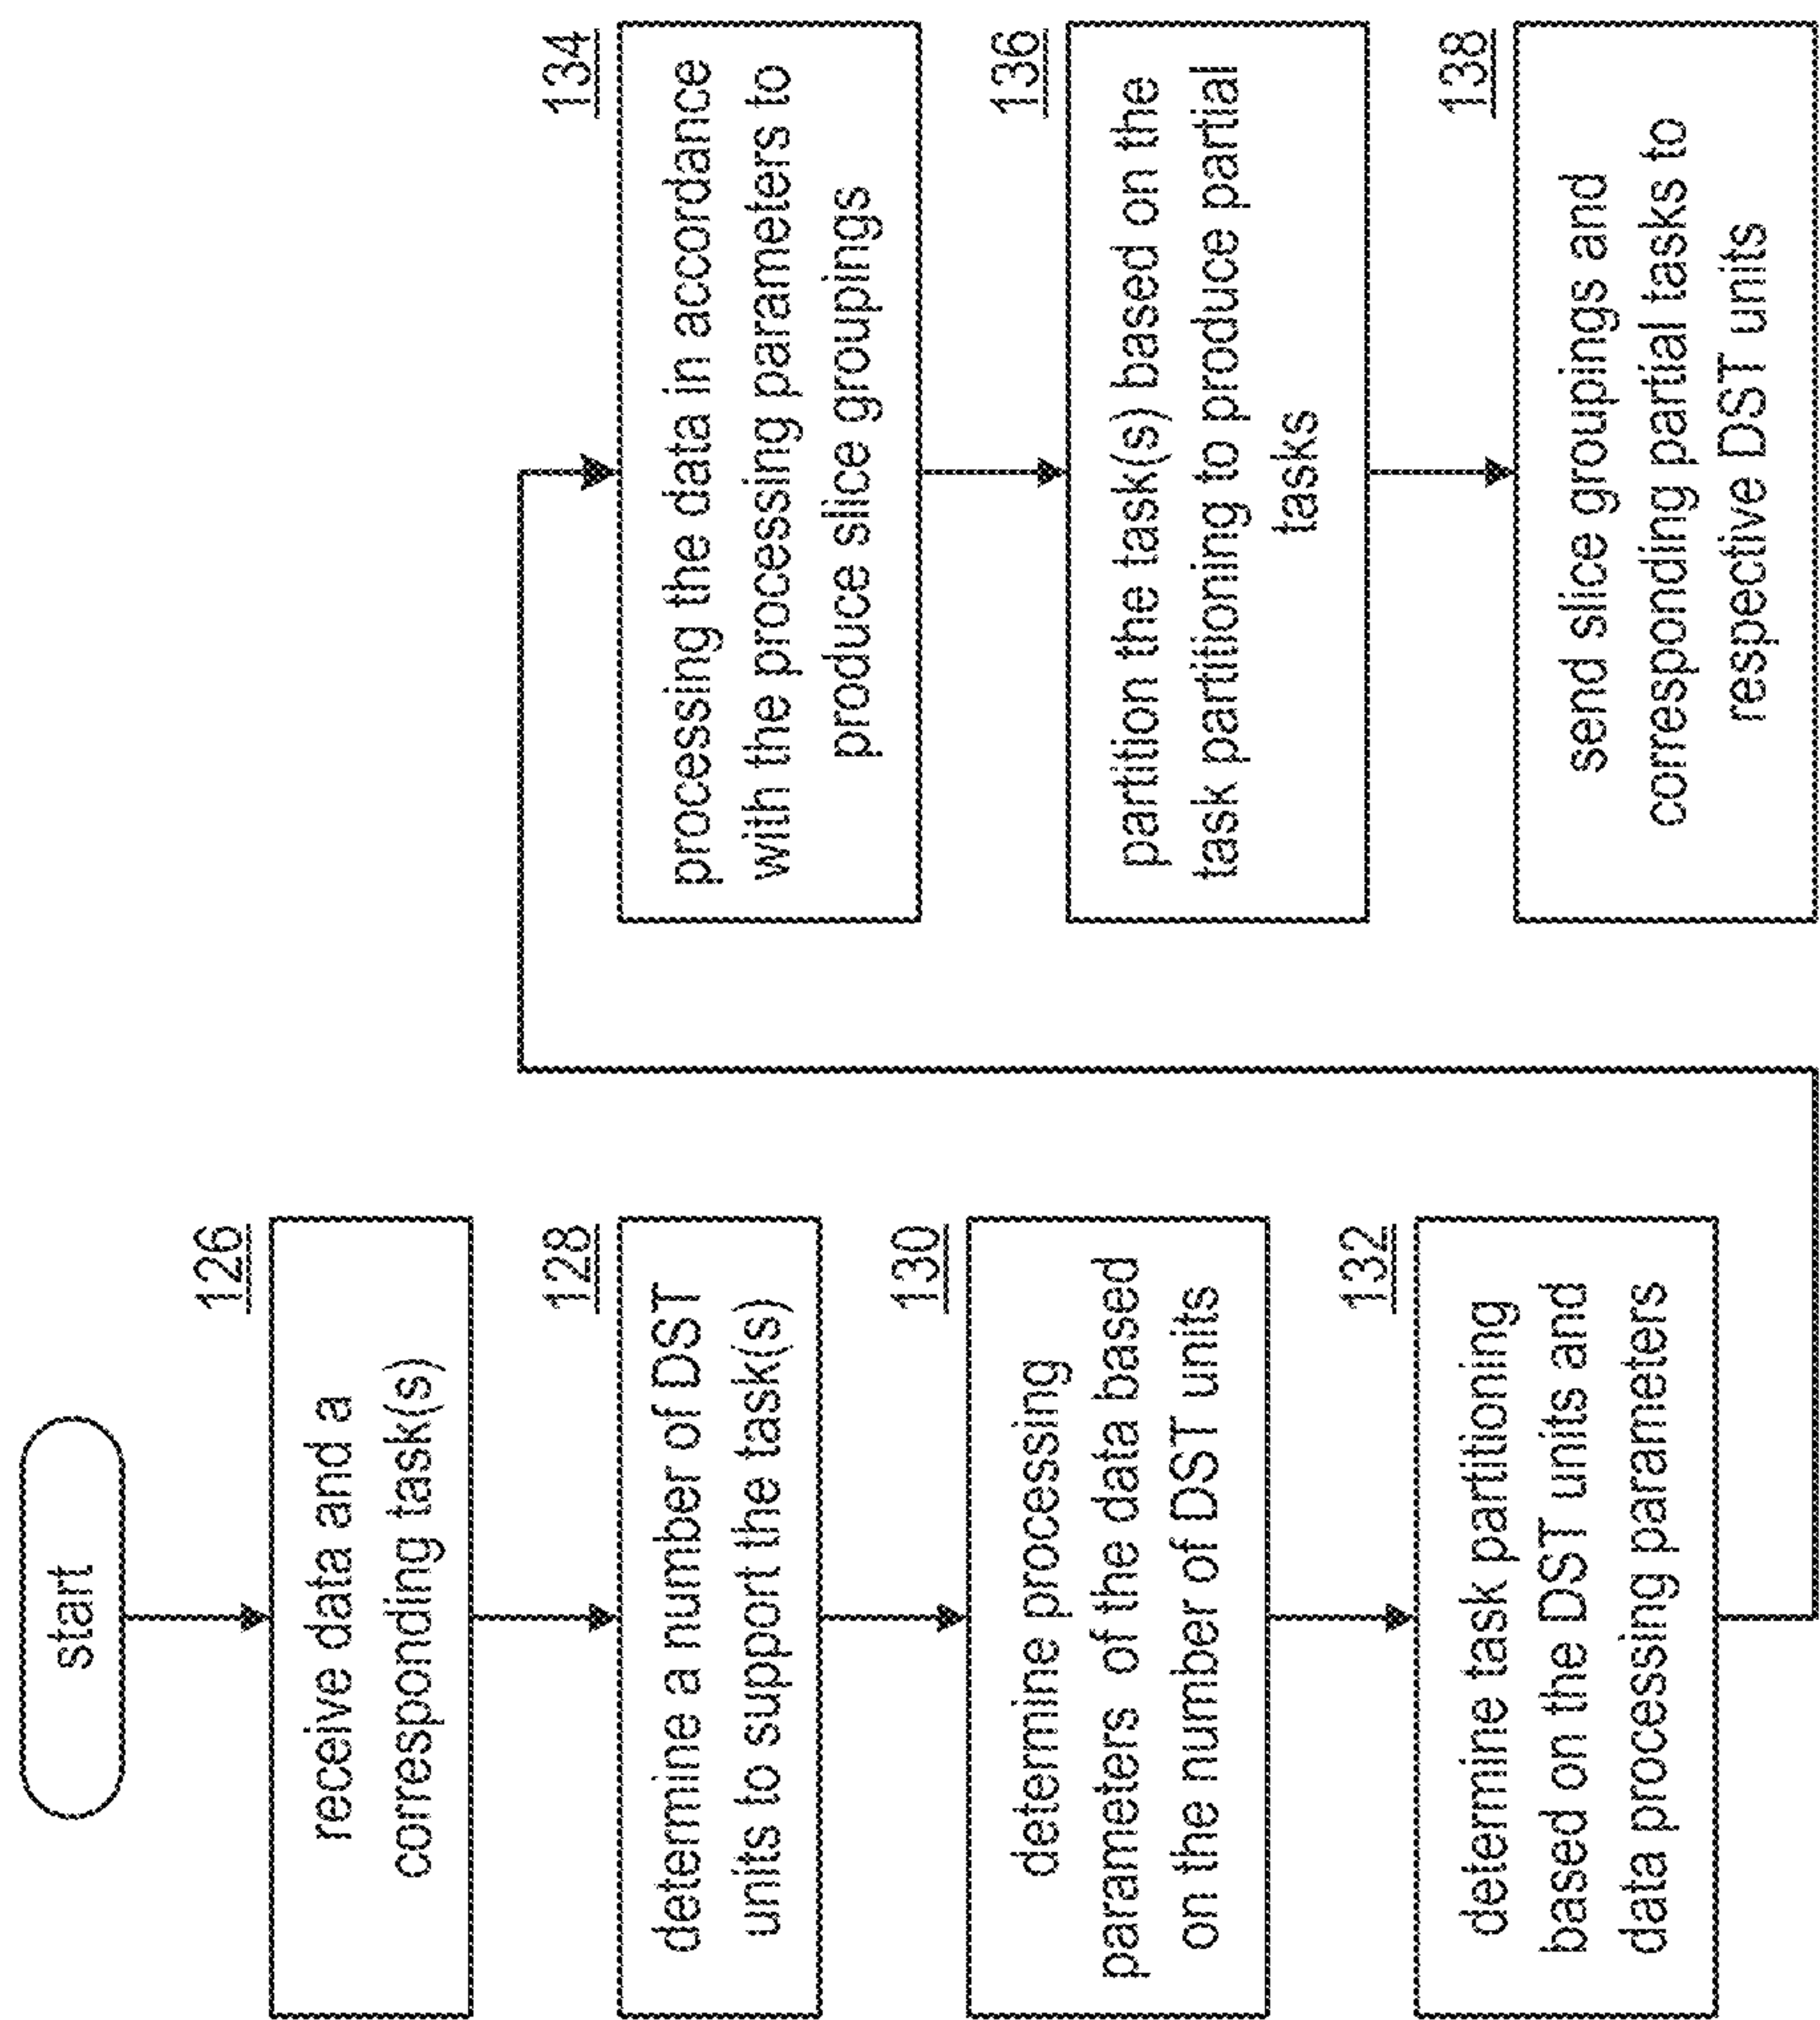 start
126
receive data and a
corresponding task(s)
128
determine a number of DST
units to support the task(s)
130
determine processing
parameters of the data based
on the number of DST units
132
determine task partitioning
based on the DST units and
data processing parameters
134
processing the data in accordance
with the processing parameters to
produce slice groupings
136
partition the task(s) based on the
task partitioning to produce partial
tasks
138
send slice groupings and
corresponding partial tasks to
respective DST units